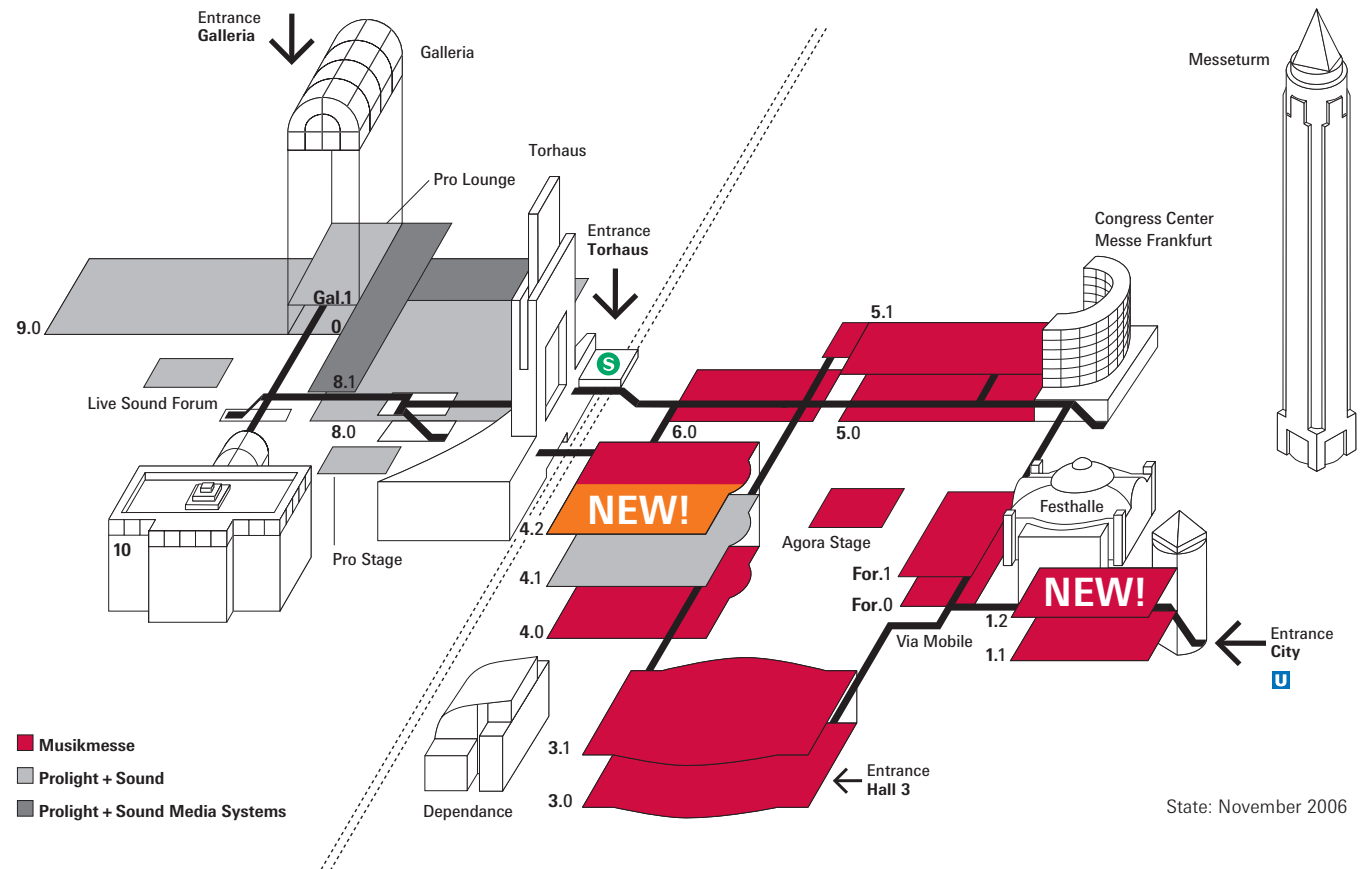 Entrance
Galleria
Galleria
Messeturm
Torhaus
Pro Lounge
Entrance
Torhaus
Congress Center
Messe Frankfurt
Gal.1
0
9.0
5.1
S
8.1
Live Sound Forum
8.0
6.0
5.0
NEW!
4.2
Festhalle
10
Pro Stage
Agora Stage
4.1
For.1
NEW!
For.0
1.2
4.0
Via Mobile
1.1
Entrance
City
U
Musikmesse
3.1
Prolight + Sound
Entrance
Hall 3
3.0
Prolight + Sound Media Systems
Dependance
State: November 2006